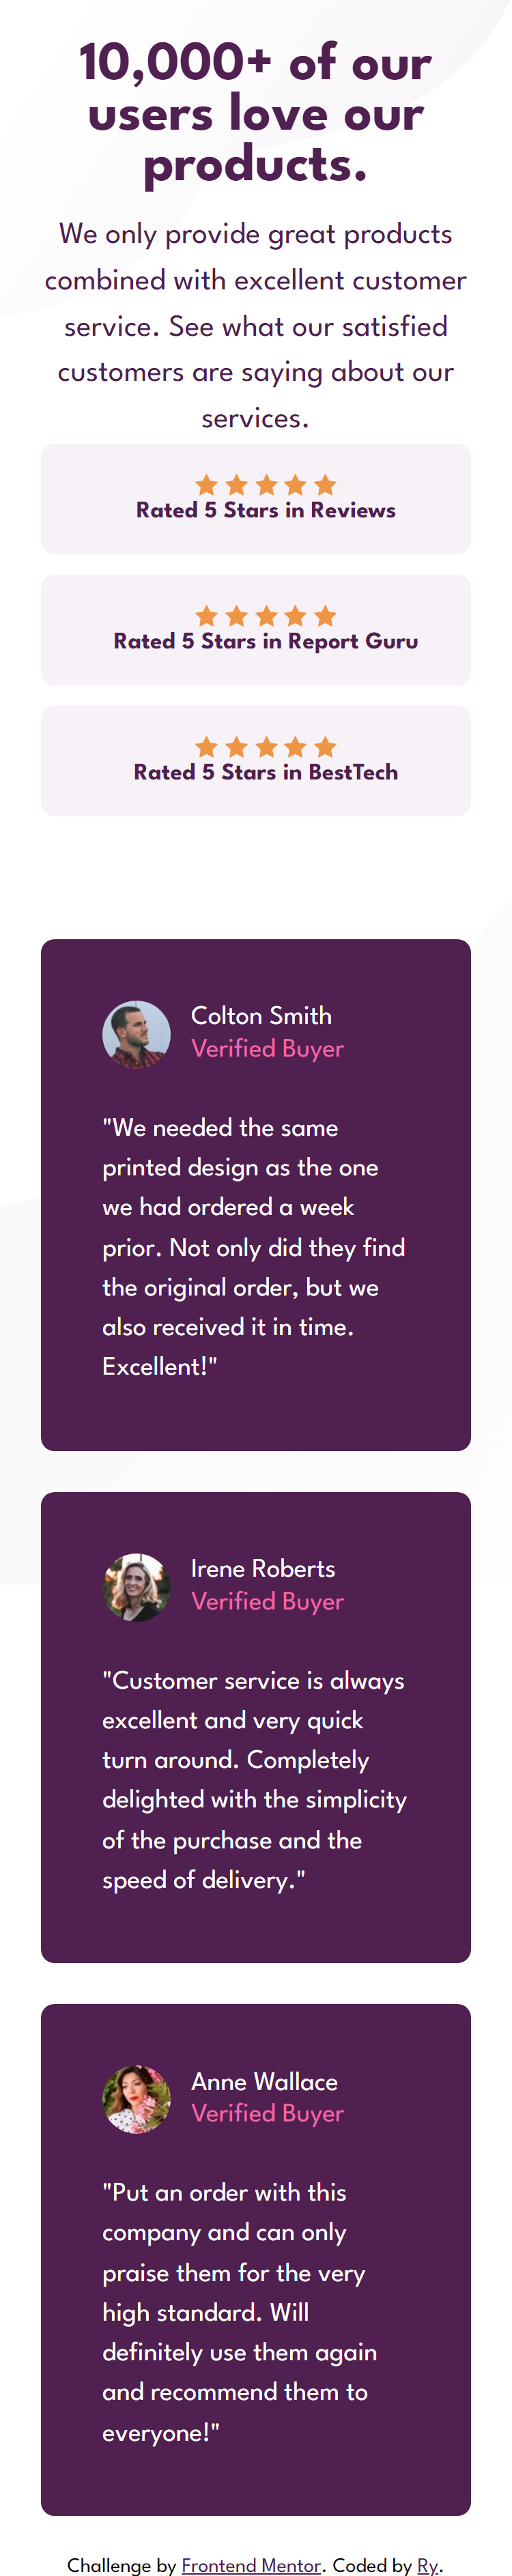 10,000+ of our
users love our
products.
We only provide great products
combined with excellent customer
service. See what our satisfied
customers are saying about our
services.
Rated 5 Stars in Reviews
Rated 5 Stars in Report Guru
Rated 5 Stars in BestTech
Colton Smith
Verified Buyer
"We needed the same
printed design as the one
we had ordered a week
prior. Not only did they find
the original order, but we
also received it in time.
Excellent!"
Irene Roberts
Verified Buyer
"Customer service is always
excellent and very quick
turn around. Completely
delighted with the simplicity
of the purchase and the
speed of delivery."
Anne Wallace
Verified Buyer
"Put an order with this
company and can only
praise them for the very
high standard. Will
definitely use them again
and recommend them to
everyone!"
Challenge by Frontend Mentor. Coded by Ry.